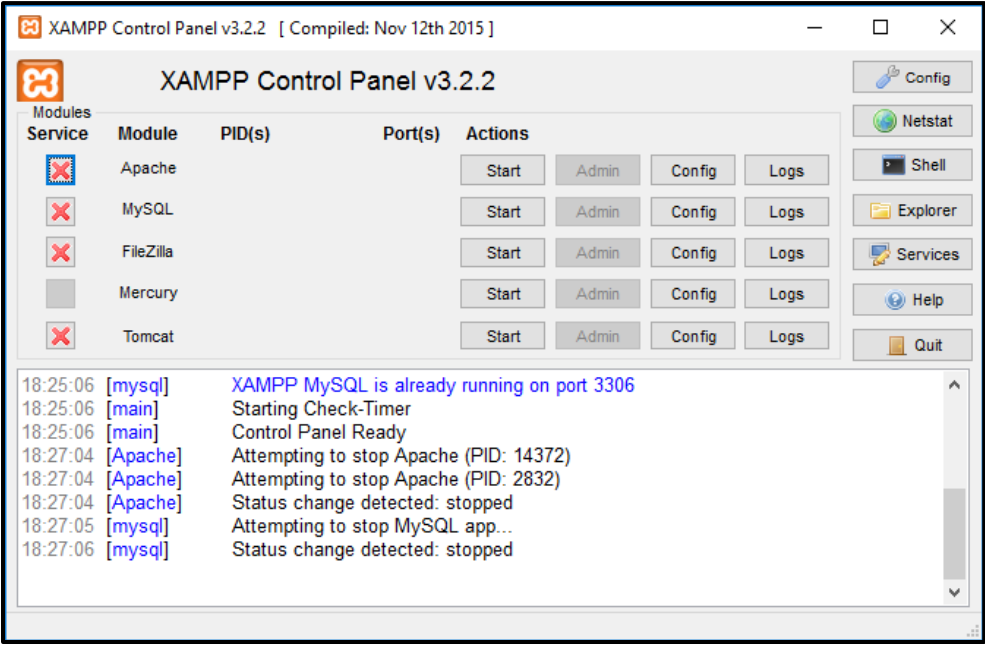 XAMPP Control Panel v3.2.2 [ Compiled: Nov 12th 2015 ]
XAMPP Control Panel v3.2.2
Config
Modules
Netstat
Service Module PID(s) Port(s) Actions
Apache Start Admin Config Logs
Shell
MySQL Start Admin Config Logs
Explorer
FileZilla Start Admin Config Logs
Services
Mercury Start Admin Config Logs
Help
Tomcat Start Admin Config Logs
Quit
18:25:06 [mysql] XAMPP MySQL is already running on port 3306
18:25:06 [main] Starting Check-Timer
18:25:06 [main] Control Panel Ready
18:27:04 [Apache] Attempting to stop Apache (PID: 14372)
18:27:04 [Apache] Attempting to stop Apache (PID: 2832)
18:27:04 [Apache] Status change detected: stopped
18:27:05 [mysql] Attempting to stop MySQL app...
18:27:06 [mysql] Status change detected: stopped